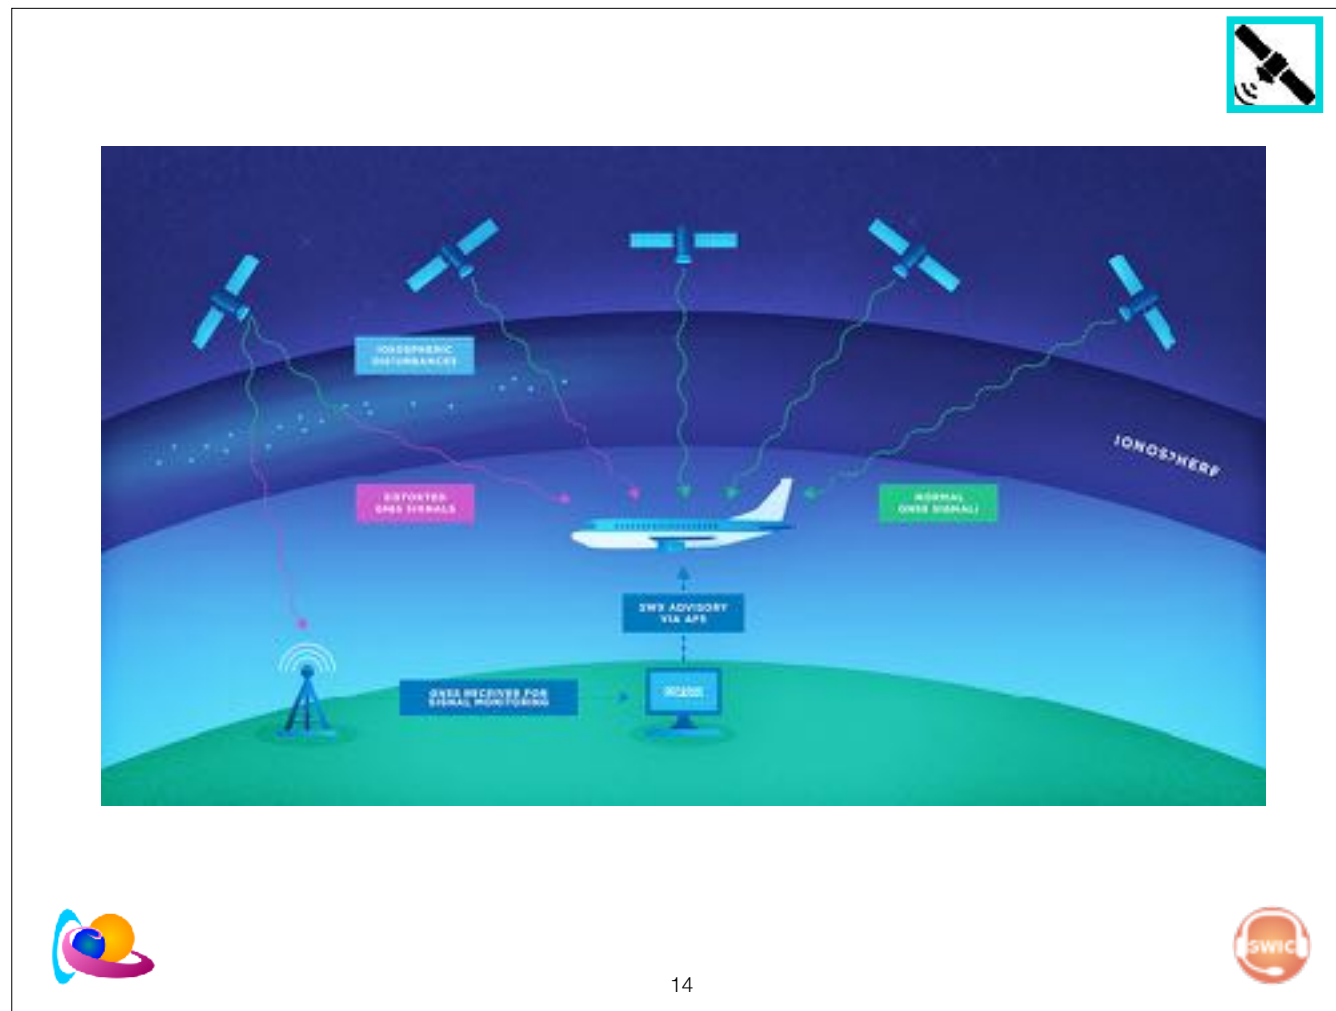 IONOSPHERIC
DISTURBANCES
IONOSPHERE
DISTORTED
GNSS SIGNALS
NORMAL
GNSS SIGNALS
SWX ADVISORY
VIA AFS
GNSS RECEIVER FOR
SIGNAL MONITORING
SWIC
14